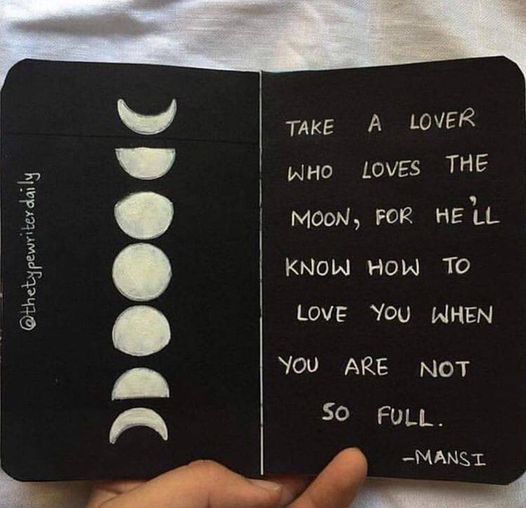 @thetypewriterdaily
TAKE A LOVER
WHO LOVES THE
MOON, FOR HE'LL
KNOW HOW TO
LOVE YOU WHEN
YOU ARE NOT
SO FULL.
-MANSI